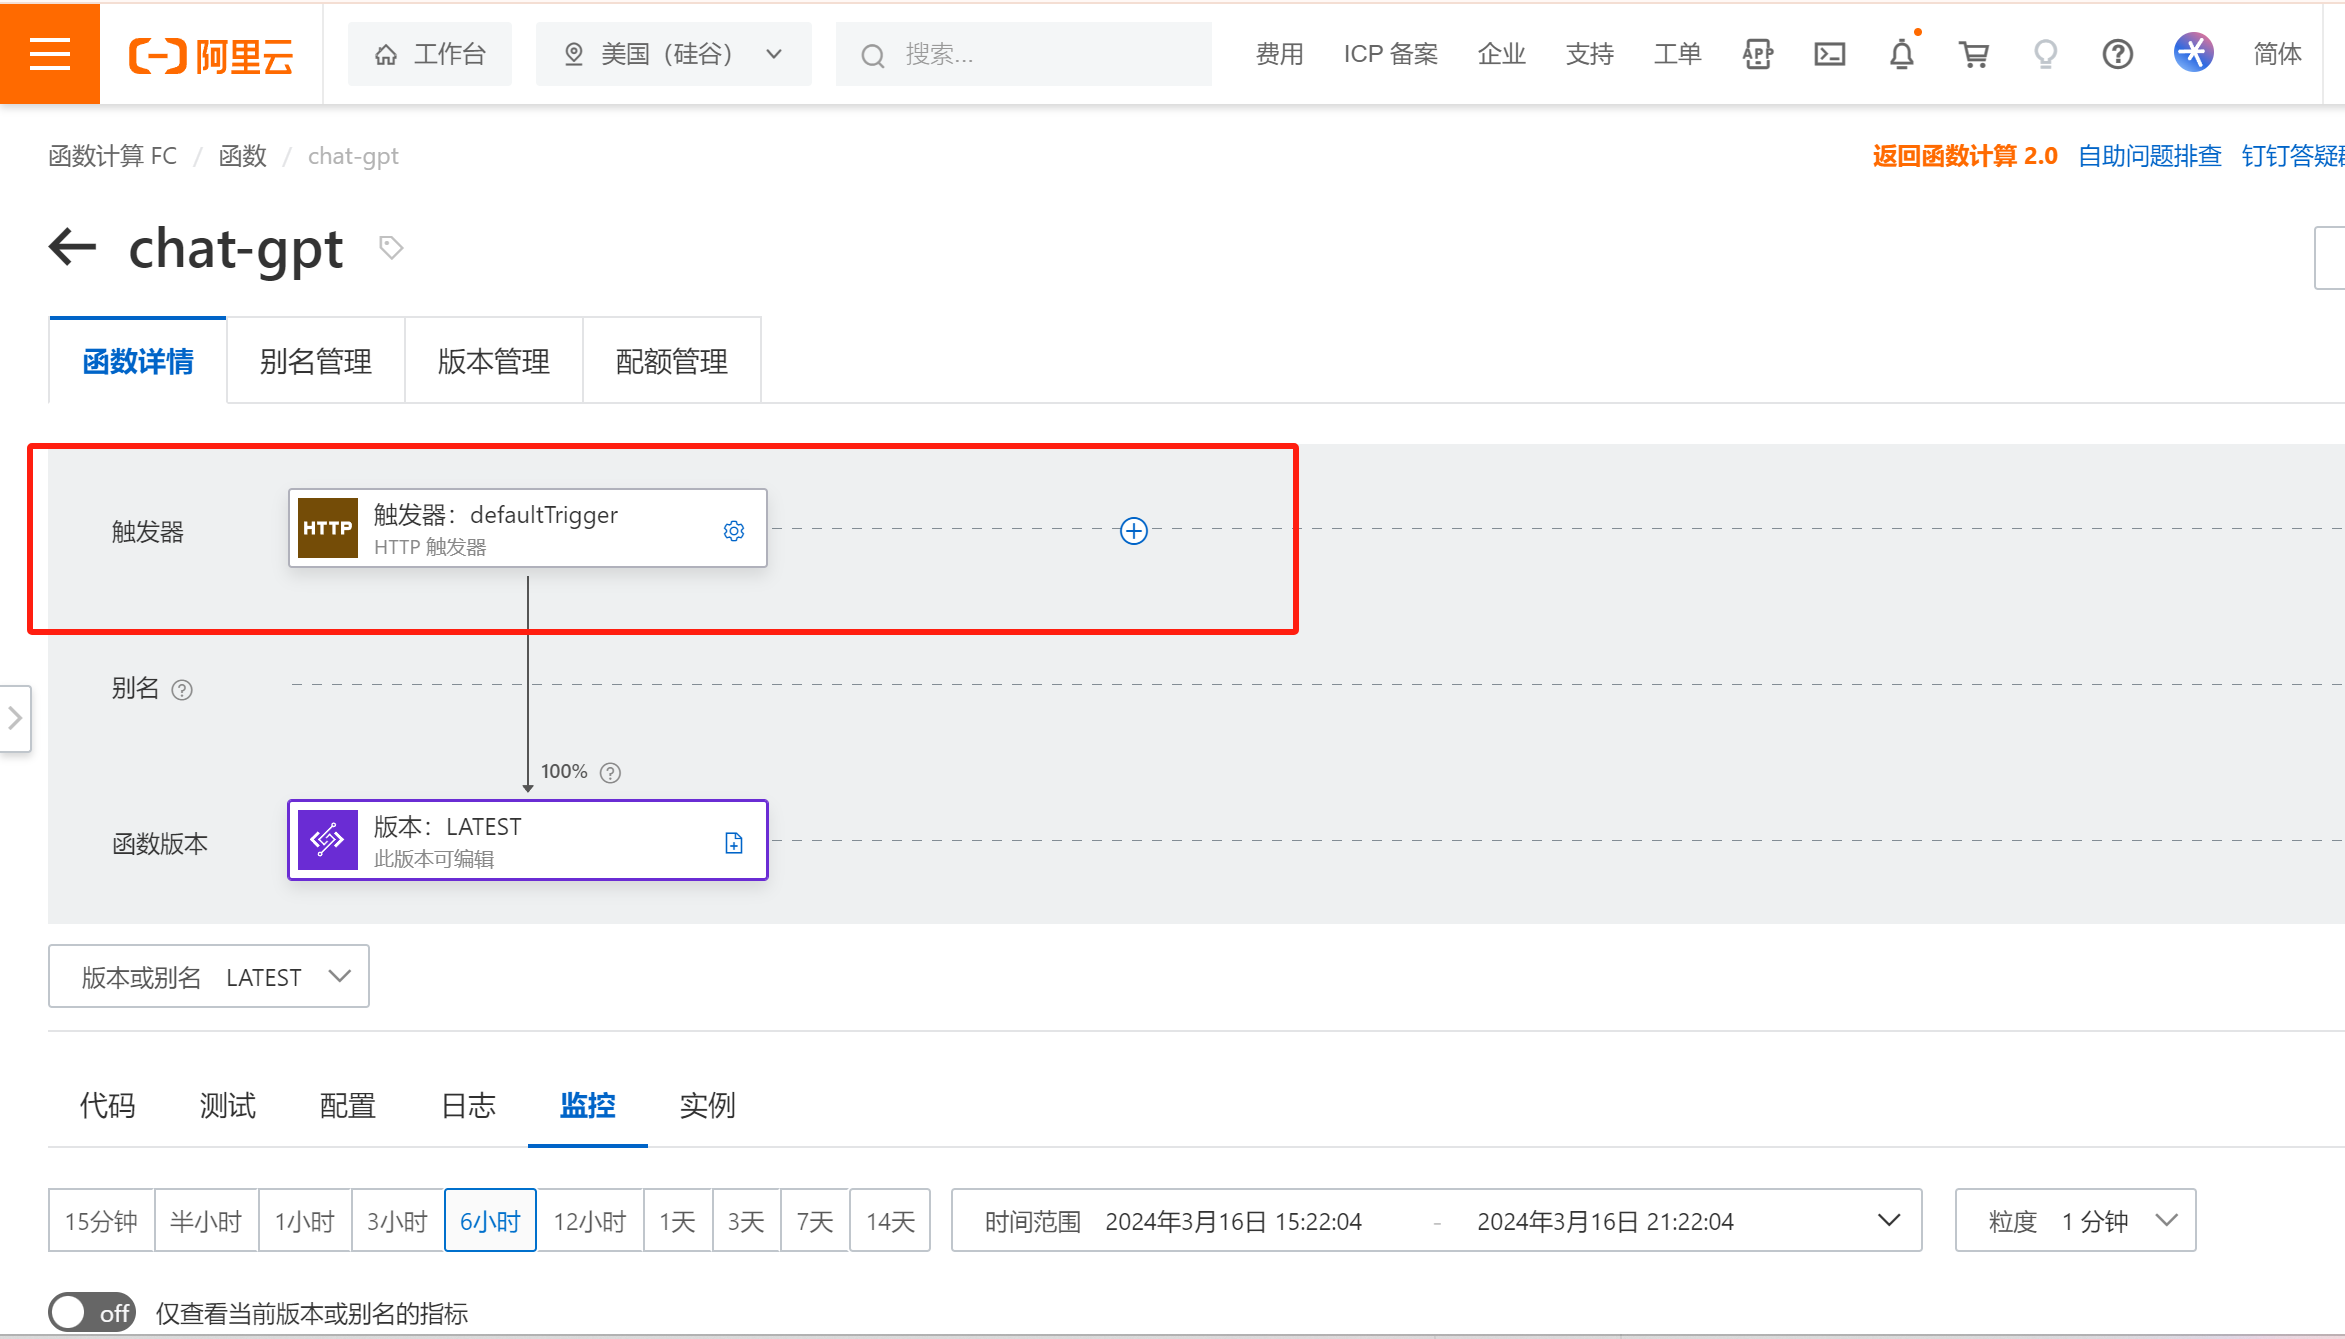 阿里云 工作台 美国（硅谷） 搜索... 费用 ICP 备案 企业 支持 工单 APP 简体
函数计算 FC / 函数 / chat-gpt 返回函数计算 2.0 自助问题排查 钉钉答疑
chat-gpt
函数详情 别名管理 版本管理 配额管理
触发器 HTTP 触发器：defaultTrigger
HTTP 触发器
别名
100%
函数版本 版本：LATEST
此版本可编辑
版本或别名 LATEST
代码 测试 配置 日志 监控 实例
15分钟 半小时 1小时 3小时 6小时 12小时 1天 3天 7天 14天 时间范围 2024年3月16日 15:22:04 - 2024年3月16日 21:22:04 粒度 1 分钟
off 仅查看当前版本或别名的指标